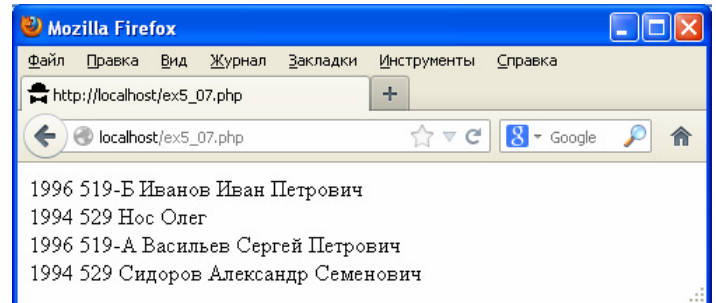 Mozilla Firefox
Файл Правка Вид Журнал Закладки Инструменты Справка
http://localhost/ex5_07.php
localhost/ex5_07.php Google
1996 519-Б Иванов Иван Петрович
1994 529 Нос Олег
1996 519-А Васильев Сергей Петрович
1994 529 Сидоров Александр Семенович